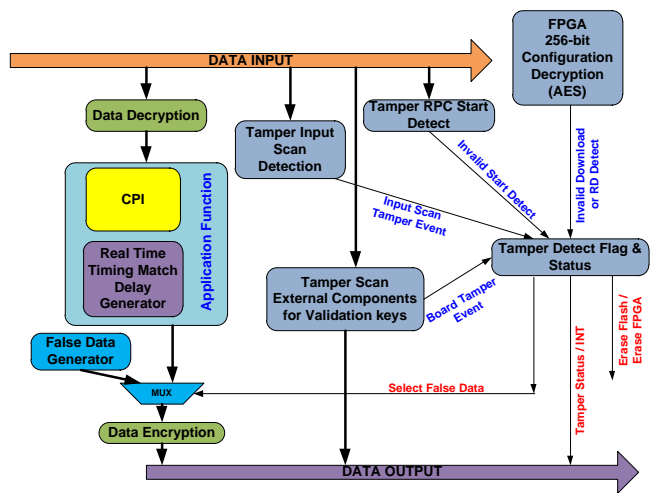 FPGA
256-bit
Configuration
Decryption
(AES)
DATA INPUT
Data Decryption
Tamper Input
Scan
Detection
Tamper RPC Start
Detect
Invalid Start Detect
Invalid Download
or RD Detect
CPI
Application Function
Input Scan
Tamper Event
Real Time
Timing Match
Delay
Generator
Tamper Detect Flag &
Status
Tamper Scan
External Components
for Validation keys
Board Tamper
Event
False Data
Generator
MUX
Select False Data
Tamper Status / INT
Erase Flash /
Erase FPGA
Data Encryption
DATA OUTPUT